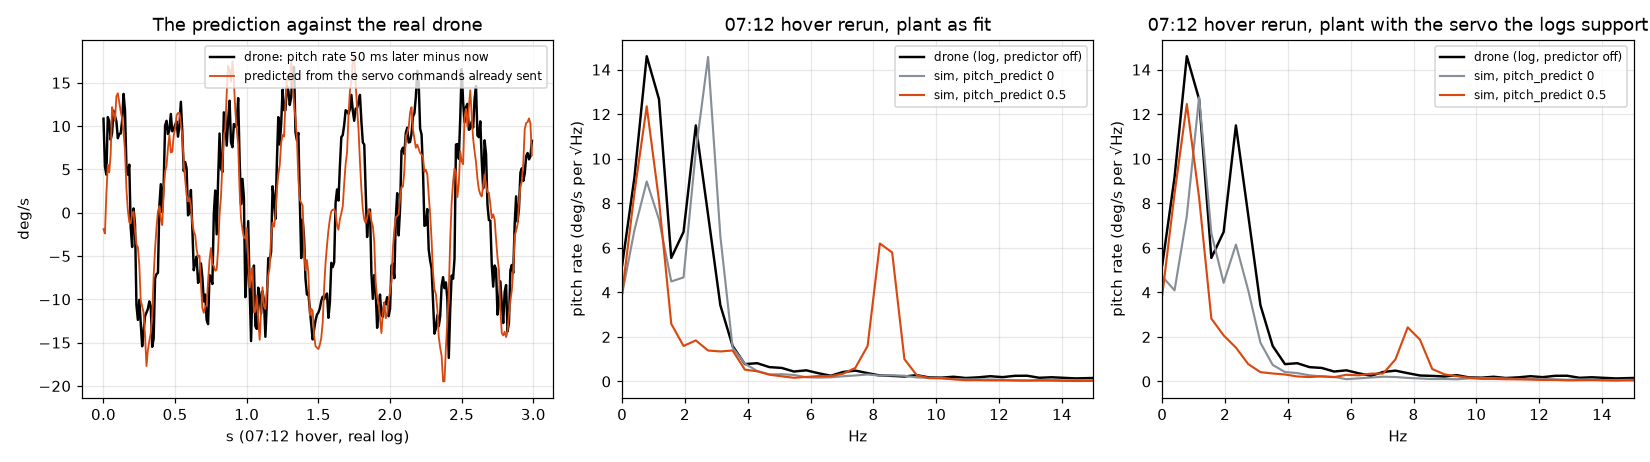 The prediction against the real drone
drone: pitch rate 50 ms later minus now
predicted from the servo commands already sent
deg/s
15
10
5
0
−5
−10
−15
−20
0.0
0.5
1.0
1.5
2.0
2.5
3.0
s (07:12 hover, real log)
07:12 hover rerun, plant as fit
drone (log, predictor off)
sim, pitch_predict 0
sim, pitch_predict 0.5
pitch rate (deg/s per √Hz)
14
12
10
8
6
4
2
0
0
2
4
6
8
10
12
14
Hz
07:12 hover rerun, plant with the servo the logs support
drone (log, predictor off)
sim, pitch_predict 0
sim, pitch_predict 0.5
pitch rate (deg/s per √Hz)
14
12
10
8
6
4
2
0
0
2
4
6
8
10
12
14
Hz